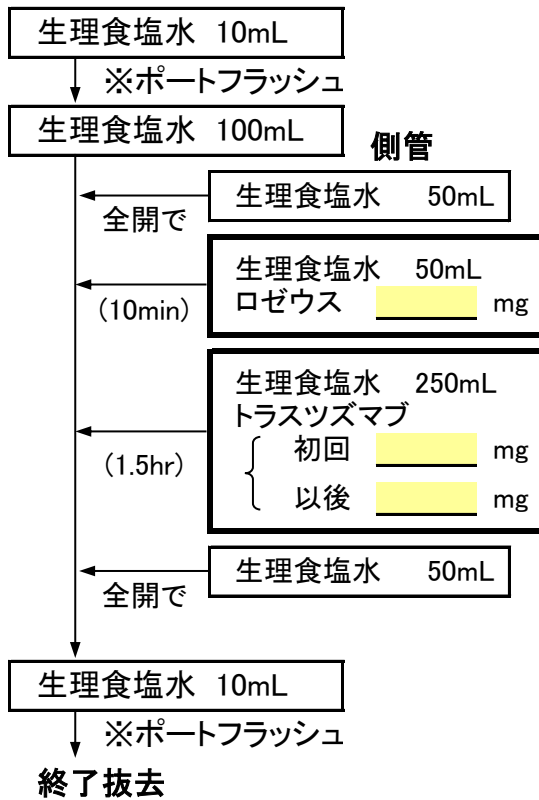 生理食塩水 10mL
※ポートフラッシュ
生理食塩水 100mL
側管
生理食塩水 50mL
全開で
生理食塩水 50mL
ロゼウス mg
(10min)
生理食塩水 250mL
トラスツズマブ
初回 mg
(1.5hr)
以後 mg
生理食塩水 50mL
全開で
生理食塩水 10mL
※ポートフラッシュ
終了抜去